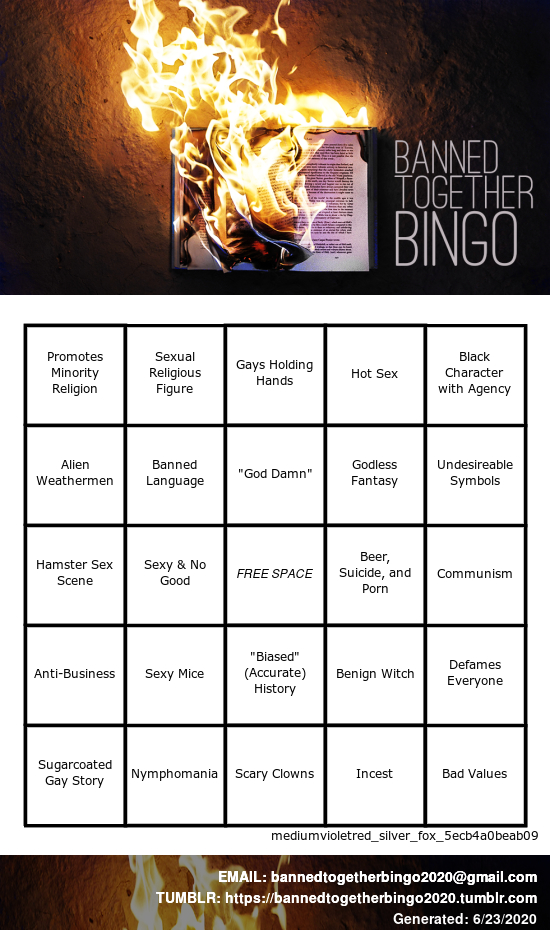 BANNED
TOGETHER
BINGO
Promotes
Minority
Religion
Sexual
Religious
Figure
Gays Holding
Hands
Hot Sex
Black
Character
with Agency
Alien
Weathermen
Banned
Language
"God Damn"
Godless
Fantasy
Undesireable
Symbols
Hamster Sex
Scene
Sexy & No
Good
FREE SPACE
Beer,
Suicide, and
Porn
Communism
Anti-Business
Sexy Mice
"Biased"
(Accurate)
History
Benign Witch
Defames
Everyone
Sugarcoated
Gay Story
Nymphomania
Scary Clowns
Incest
Bad Values
mediumvioletred_silver_fox_5ecb4a0beab09
EMAIL: bannedtogetherbingo2020@gmail.com
TUMBLR: https://bannedtogetherbingo2020.tumblr.com
Generated: 6/23/2020